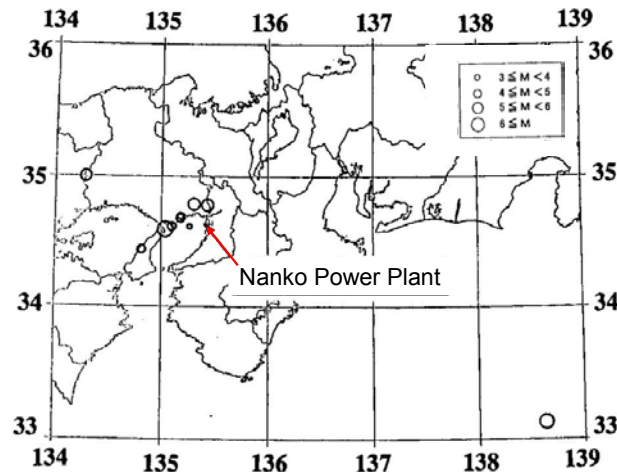 134 135 136 137 138 139
36 36
3 ≦ M < 4
4 ≦ M < 5
5 ≦ M < 6
6 ≦ M
35 35
Nanko Power Plant
34 34
33 33
134 135 136 137 138 139